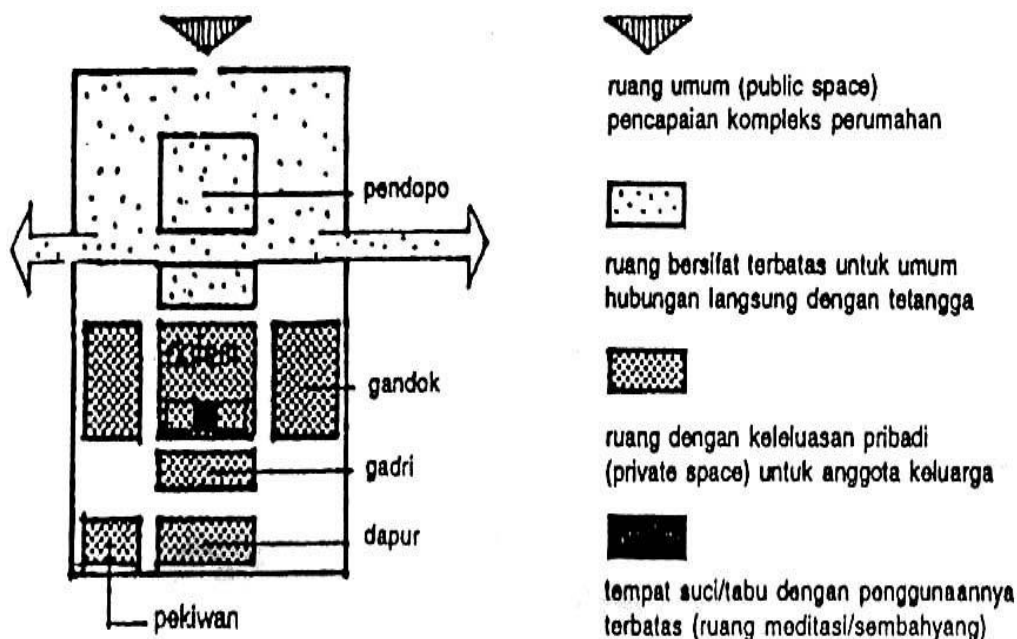 pendopo
gandok
gadri
dapur
pekiwan
ruang umum (public space)
pencapaian kompleks perumahan
ruang bersifat terbatas untuk umum
hubungan langsung dengan tetangga
ruang dengan keleluasan pribadi
(private space) untuk anggota keluarga
tempat suci/tabu dengan ponggunaannya
terbatas (ruang meditasi/sembahyang)